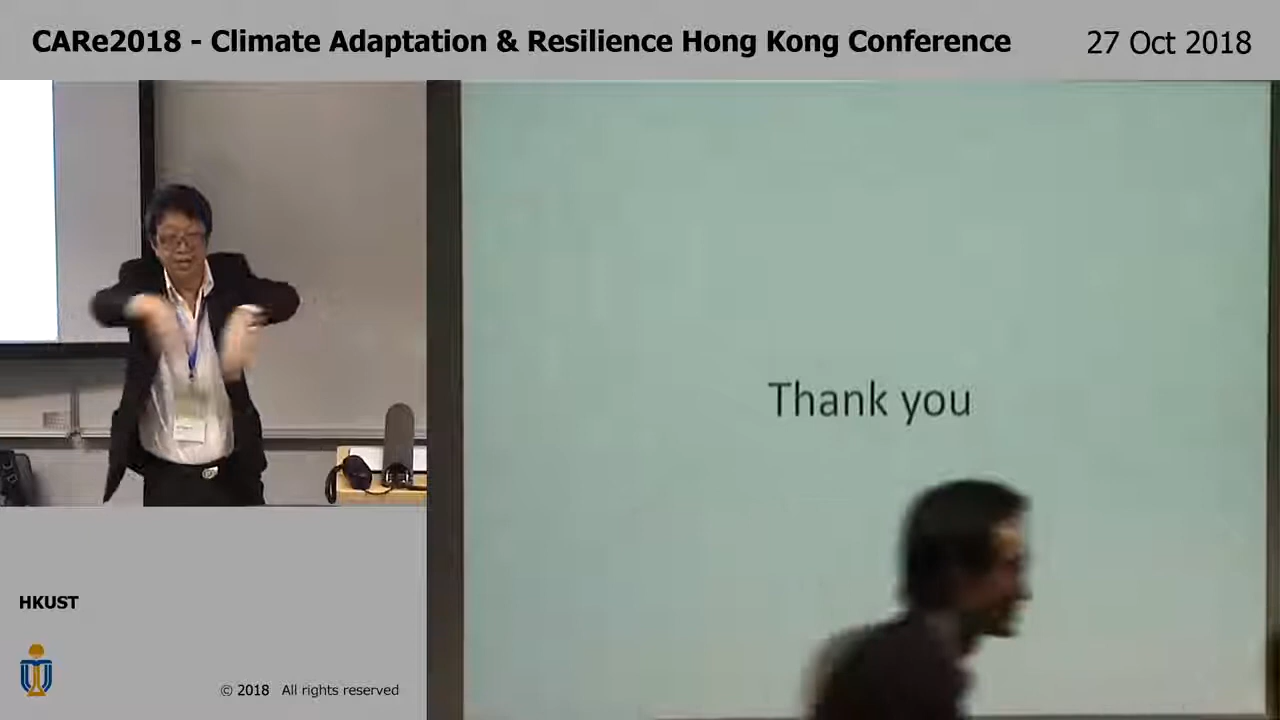 CARe2018 - Climate Adaptation & Resilience Hong Kong Conference
27 Oct 2018
Thank you
HKUST
© 2018 All rights reserved